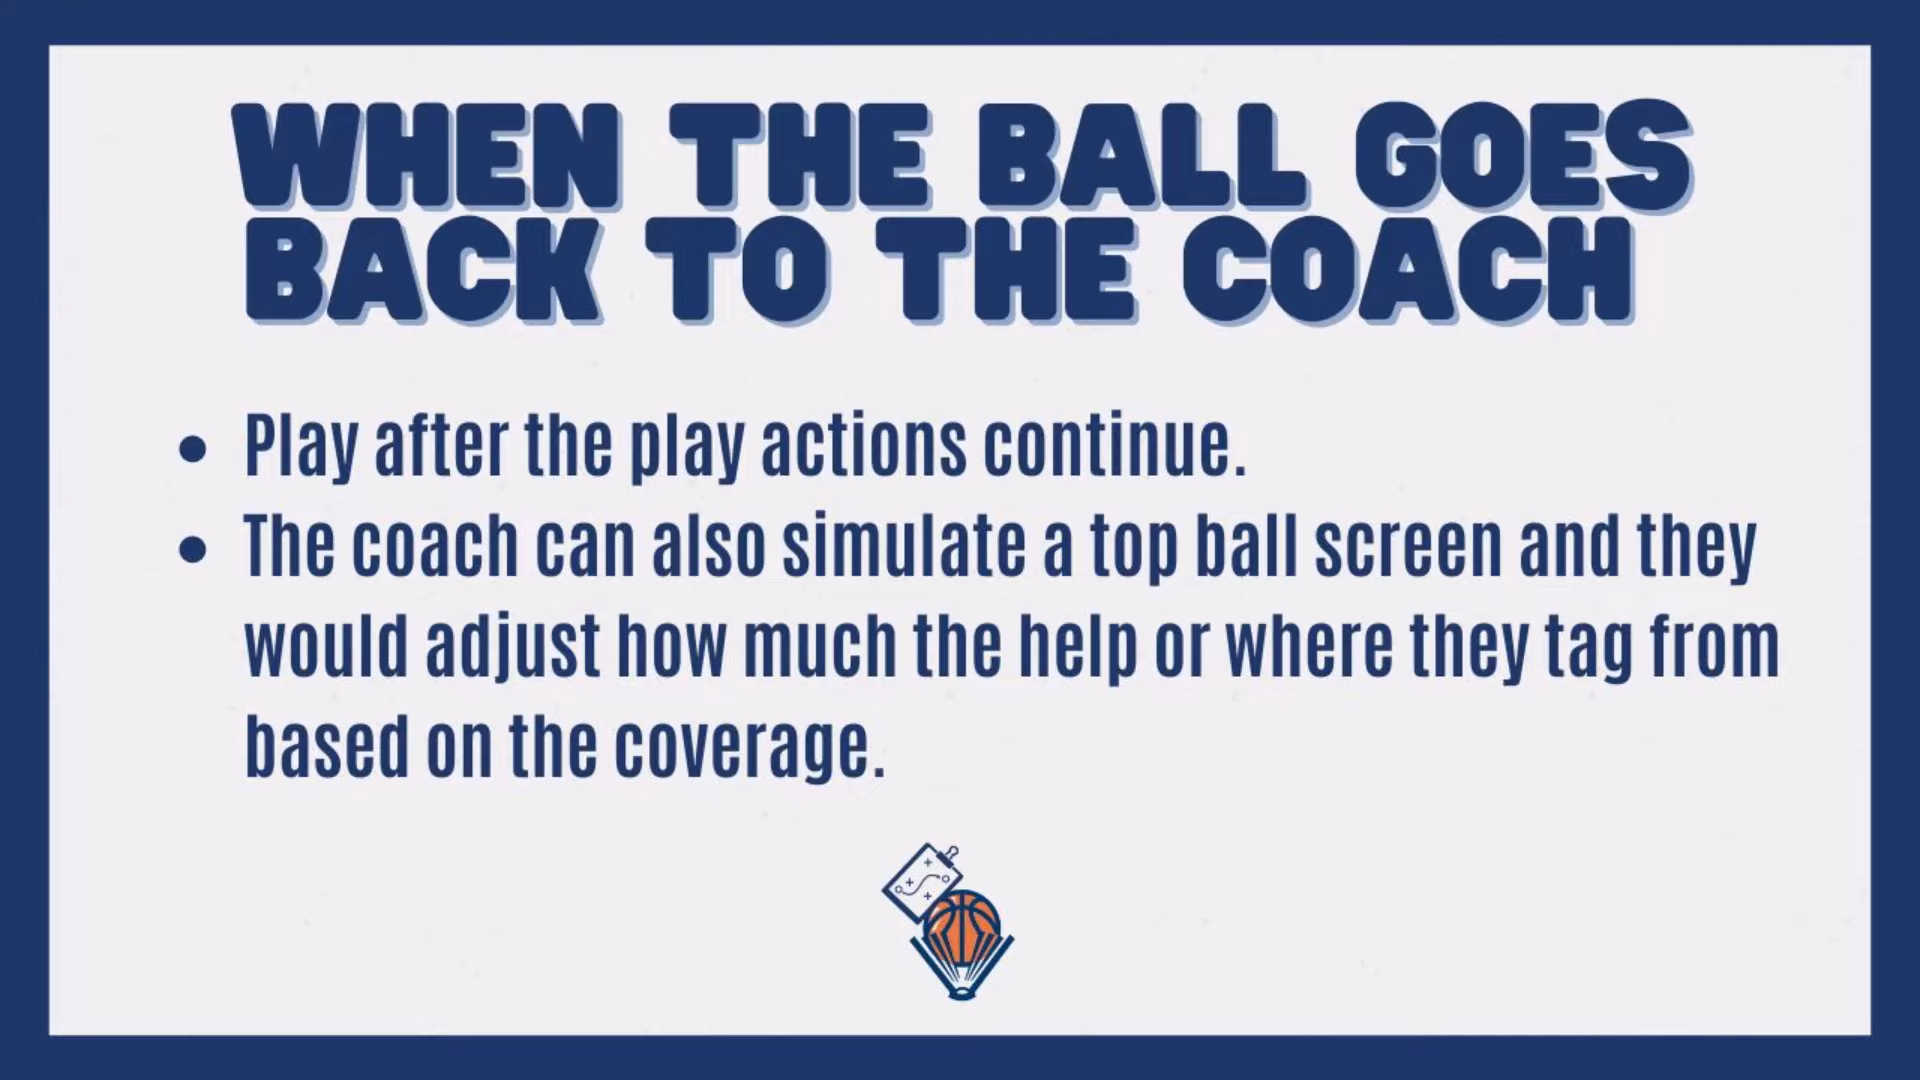 WHEN THE BALL GOES
BACK TO THE COACH
• Play after the play actions continue.
• The coach can also simulate a top ball screen and they
would adjust how much the help or where they tag from
based on the coverage.